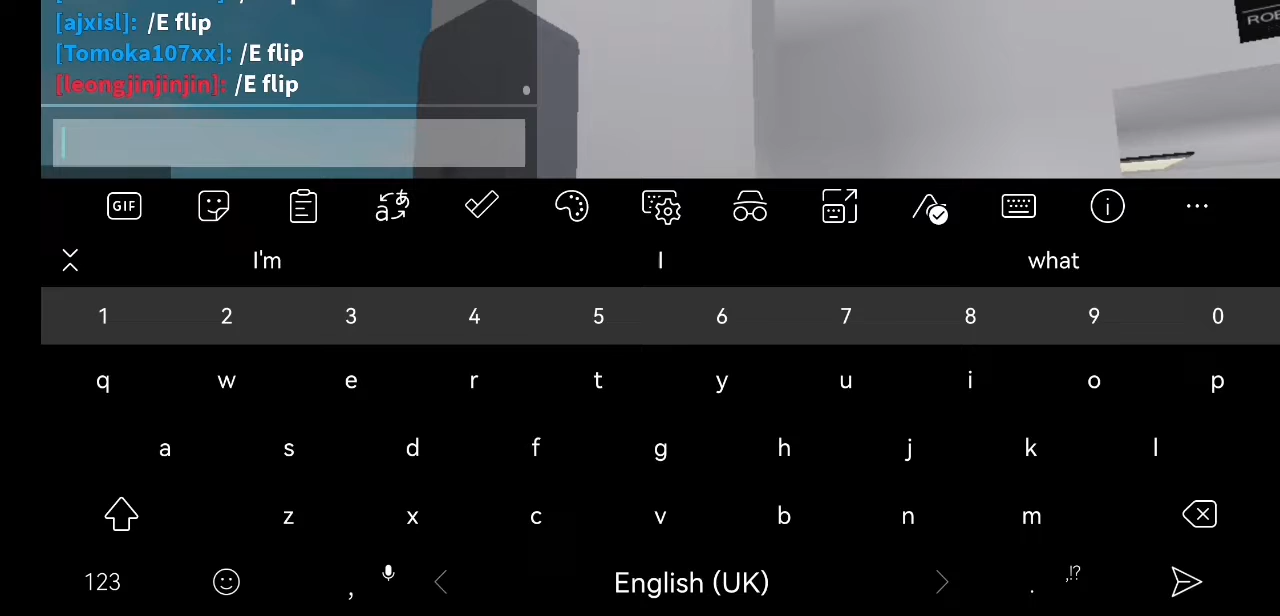 /E flip
[ajxisl]: /E flip
[Tomoka107xx]: /E flip
[leongjinjinjin]: /E flip
GIF
I'm I what
1 2 3 4 5 6 7 8 9 0
q w e r t y u i o p
a s d f g h j k l
z x c v b n m
123 , < English (UK) > . ,!?